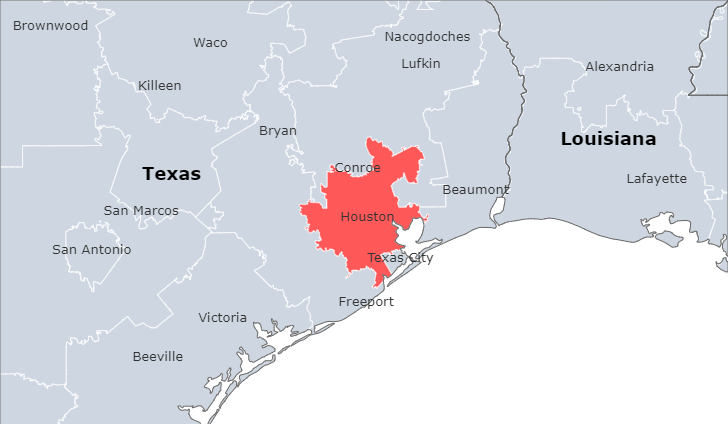 Brownwood
Nacogdoches
Waco
Lufkin
Alexandria
Killeen
Bryan
Louisiana
Conroe
Texas
Lafayette
Beaumont
San Marcos
Houston
San Antonio
Texas City
Freeport
Victoria
Beeville